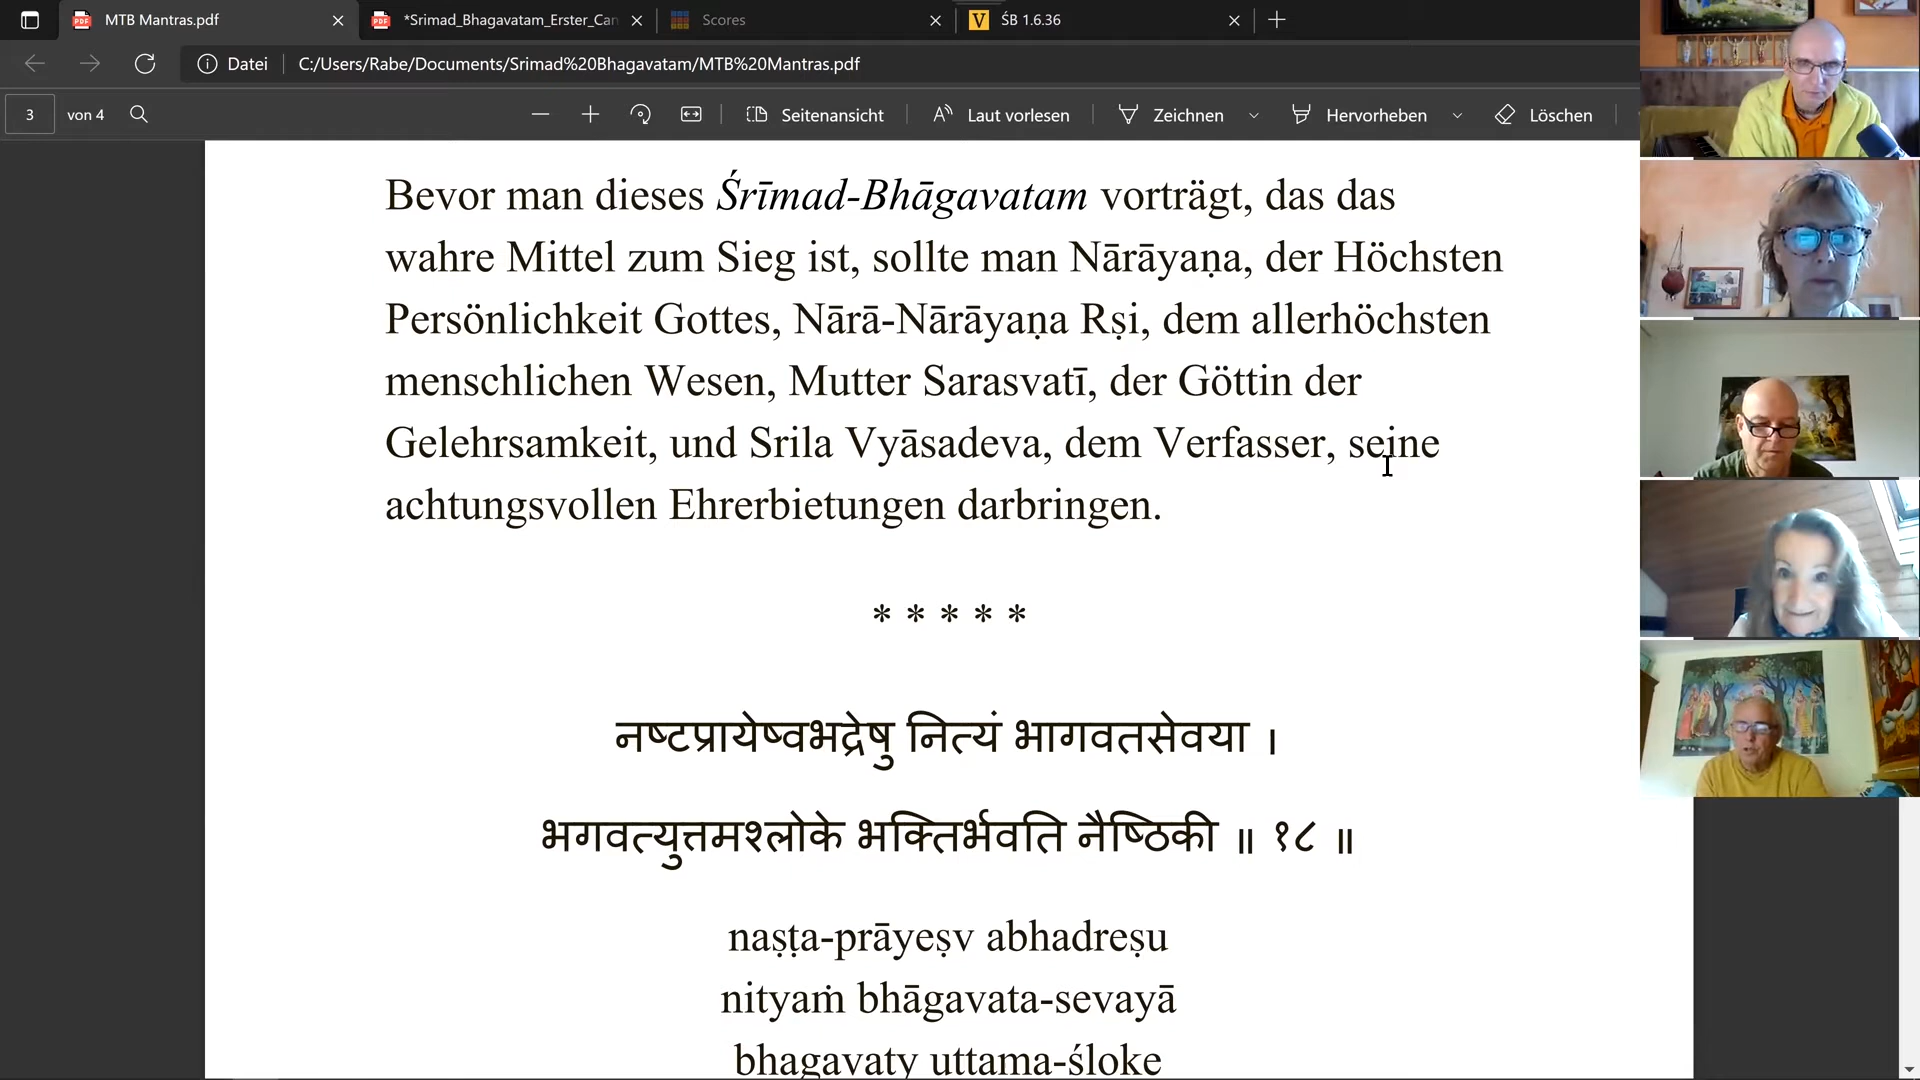 MTB Mantras.pdf
*Srimad_Bhagavatam_Erster_Can
Scores
ŚB 1.6.36
Datei
C:/Users/Rabe/Documents/Srimad%20Bhagavatam/MTB%20Mantras.pdf
3 von 4
Seitenansicht
Laut vorlesen
Zeichnen
Hervorheben
Löschen
Bevor man dieses Śrīmad-Bhāgavatam vorträgt, das das
wahre Mittel zum Sieg ist, sollte man Nārāyaṇa, der Höchsten
Persönlichkeit Gottes, Nārā-Nārāyaṇa Rṣi, dem allerhöchsten
menschlichen Wesen, Mutter Sarasvatī, der Göttin der
Gelehrsamkeit, und Srila Vyāsadeva, dem Verfasser, seine
achtungsvollen Ehrerbietungen darbringen.
* * * * *
नष्टप्रायेष्वभद्रेषु नित्यं भागवतसेवया ।
भगवत्युत्तमश्लोके भक्तिर्भवति नैष्ठिकी ॥ १८ ॥
naṣṭa-prāyeṣv abhadreṣu
nityaṁ bhāgavata-sevayā
bhagavaty uttama-śloke